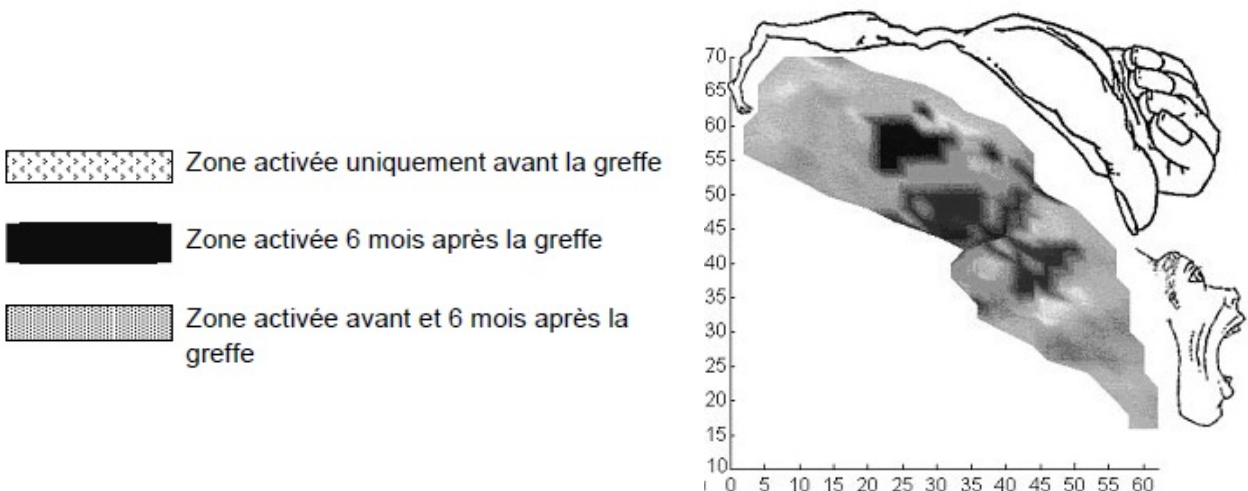 Zone activée uniquement avant la greffe
Zone activée 6 mois après la greffe
Zone activée avant et 6 mois après la
greffe
70
65
60
55
50
45
40
35
30
25
20
15
10
0 5 10 15 20 25 30 35 40 45 50 55 60